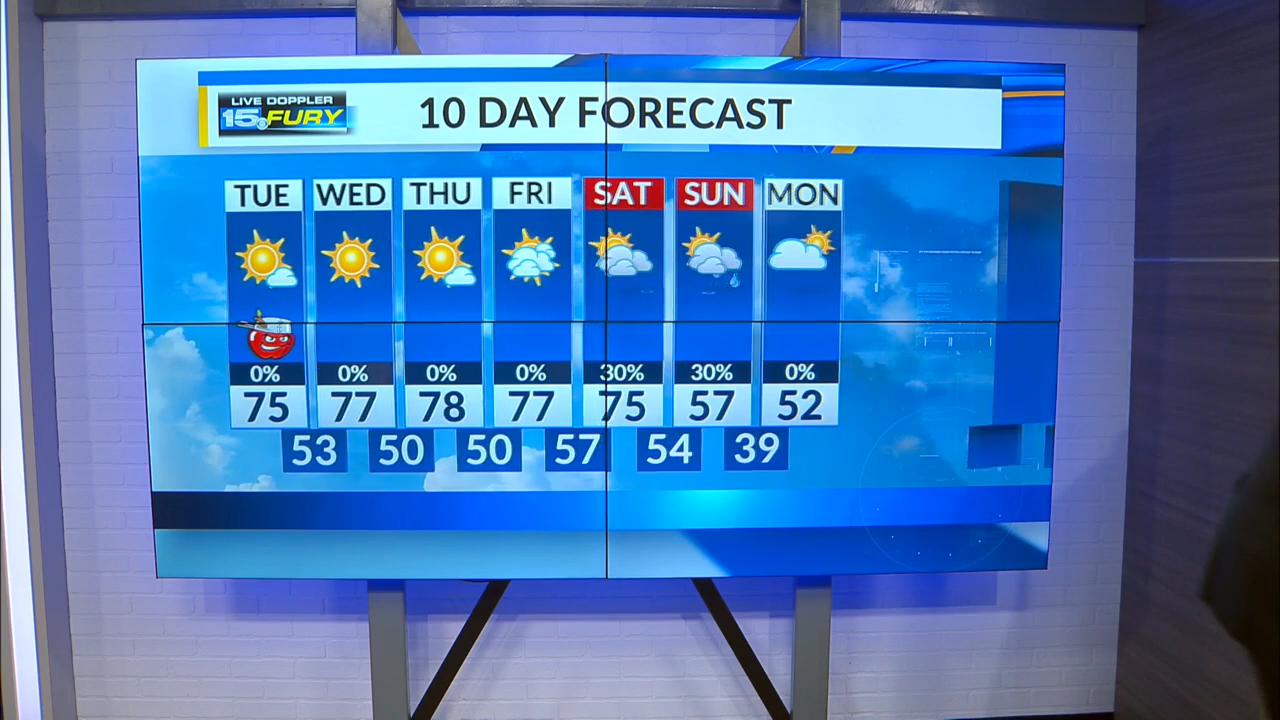 LIVE DOPPLER
15 FURY
10 DAY FORECAST
TUE WED THU FRI SAT SUN MON
0% 0% 0% 0% 30% 30% 0%
75 77 78 77 75 57 52
53 50 50 57 54 39